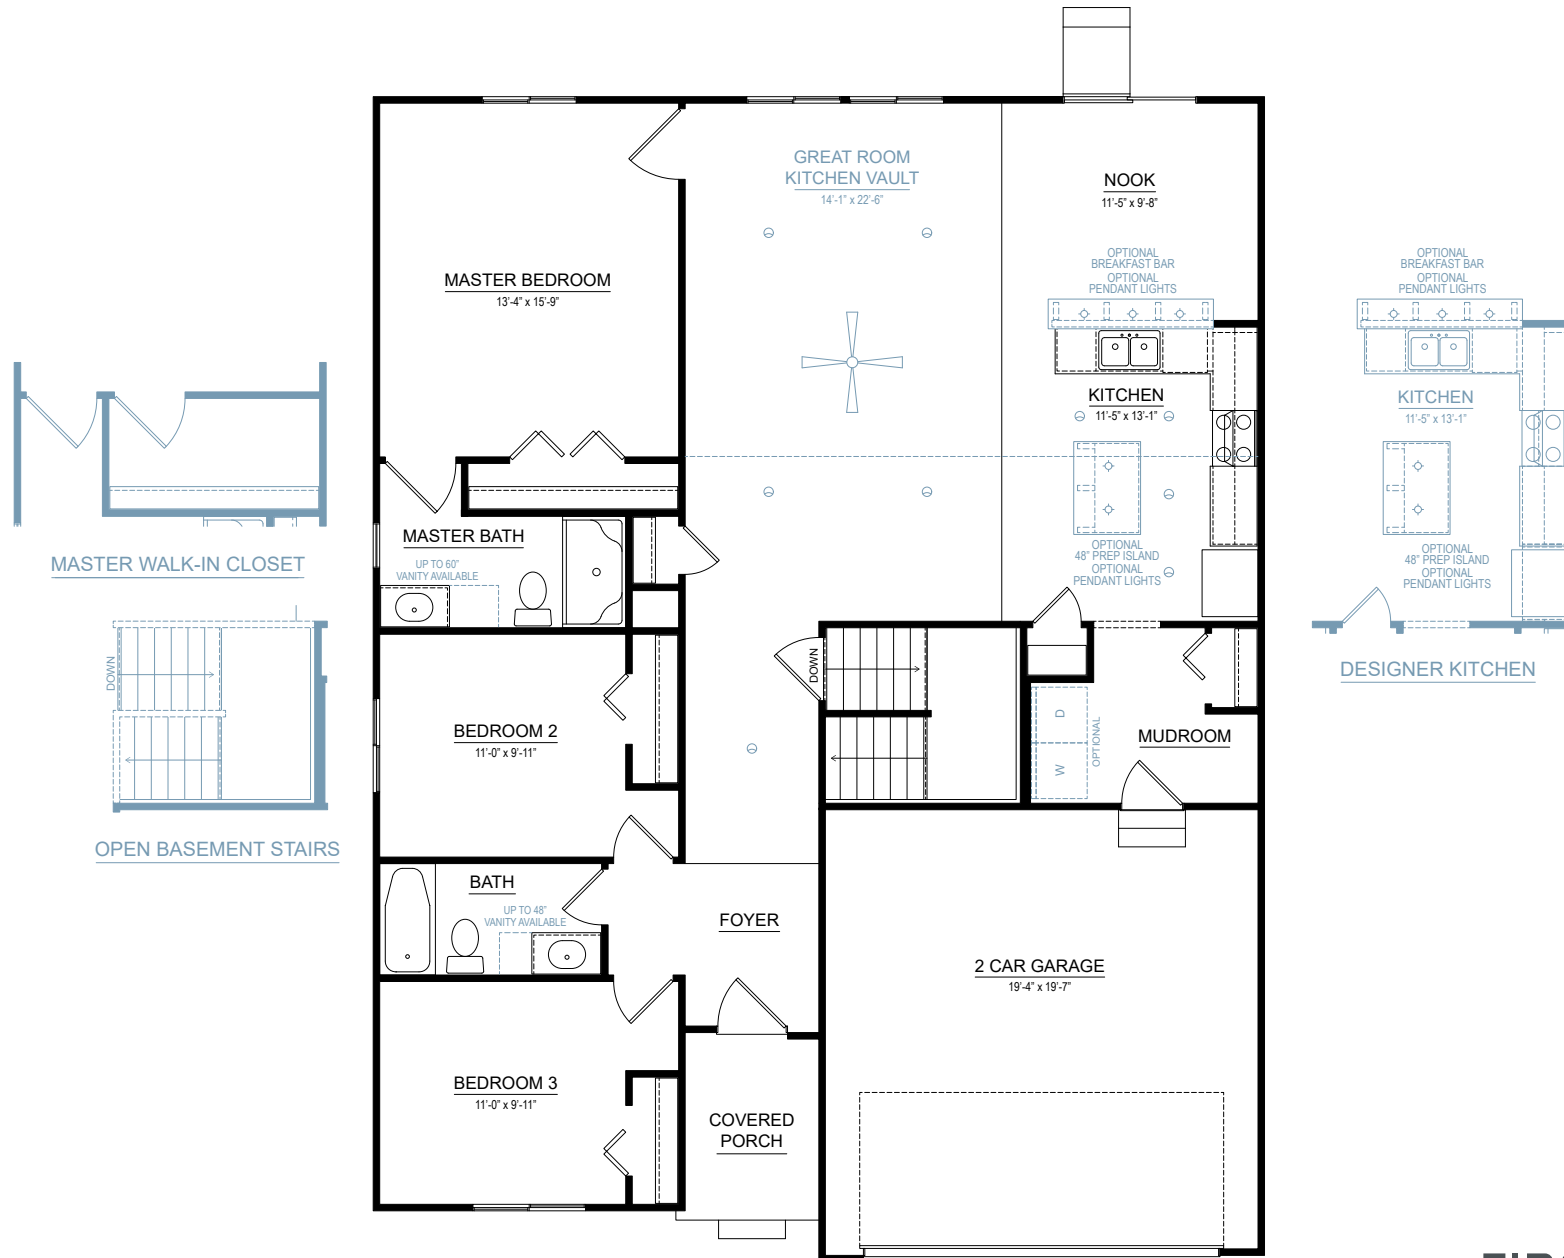 GREAT ROOM
KITCHEN VAULT
14'-1" x 22'-6"
NOOK
11'-5" x 9'-8"
MASTER BEDROOM
13'-4" x 15'-9"
OPTIONAL
BREAKFAST BAR
OPTIONAL
PENDANT LIGHTS
OPTIONAL
BREAKFAST BAR
OPTIONAL
PENDANT LIGHTS
KITCHEN
11'-5" x 13'-1"
KITCHEN
11'-5" x 13'-1"
MASTER BATH
UP TO 60"
VANITY AVAILABLE
MASTER WALK-IN CLOSET
OPTIONAL
48" PREP ISLAND
OPTIONAL
PENDANT LIGHTS
OPTIONAL
48" PREP ISLAND
OPTIONAL
PENDANT LIGHTS
DOWN
DOWN
DESIGNER KITCHEN
BEDROOM 2
11'-0" x 9'-11"
D
W
OPTIONAL
MUDROOM
OPEN BASEMENT STAIRS
BATH
UP TO 48"
VANITY AVAILABLE
FOYER
2 CAR GARAGE
19'-4" x 19'-7"
BEDROOM 3
11'-0" x 9'-11"
COVERED
PORCH